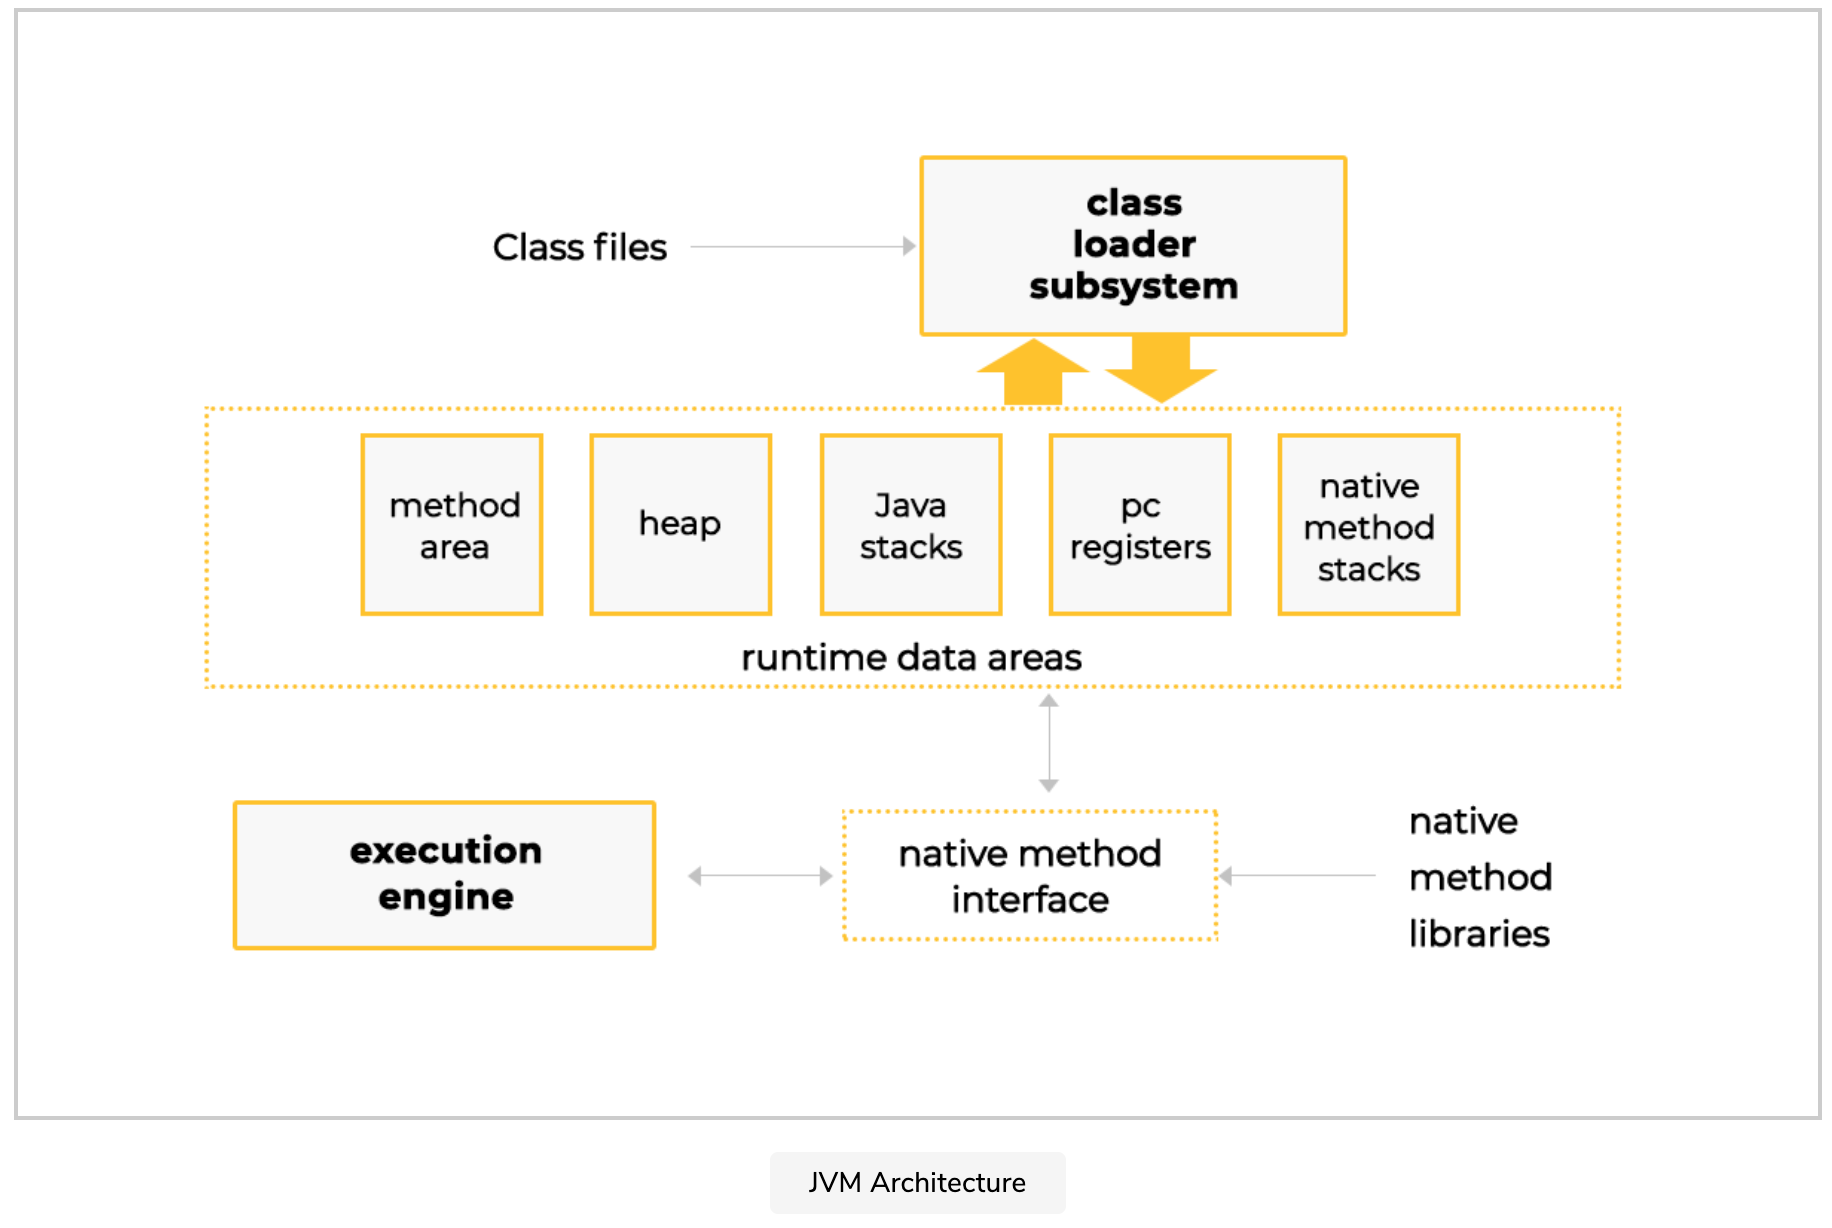 Class files
class
loader
subsystem
method
area
heap
Java
stacks
pc
registers
native
method
stacks
runtime data areas
execution
engine
native method
interface
native
method
libraries
JVM Architecture